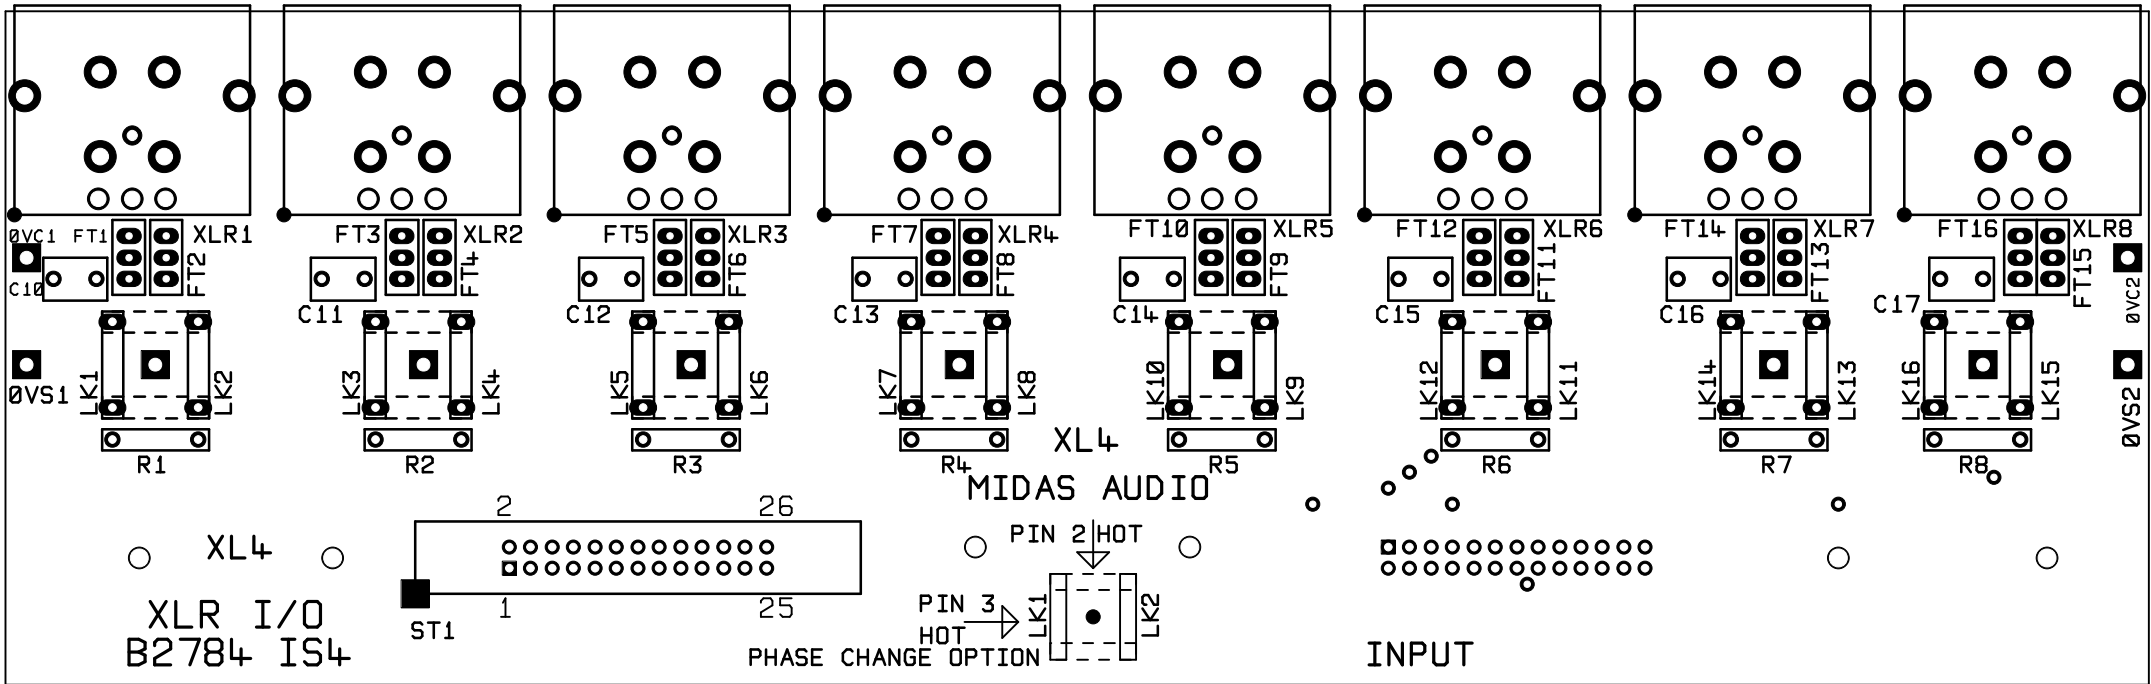 0VC1 FT1 XLR1 FT3 XLR2 FT5 XLR3 FT7 XLR4 FT10 XLR5 FT12 XLR6 FT14 XLR7 FT16 XLR8
C10 FT2 FT4 FT6 FT8 FT9 FT11 FT13 FT15 0VC2
C11 C12 C13 C14 C15 C16 C17
0VS1 LK1 LK2 LK3 LK4 LK5 LK6 LK7 LK8 LK10 LK9 LK12 LK11 LK14 LK13 LK16 LK15 0VS2
R1 R2 R3 R4 R5 R6 R7 R8
XL4
MIDAS AUDIO
2 26
PIN 2 HOT
XL4
1 25
ST1
XLR I/O
B2784 IS4
PIN 3
HOT
LK1 LK2
PHASE CHANGE OPTION
INPUT